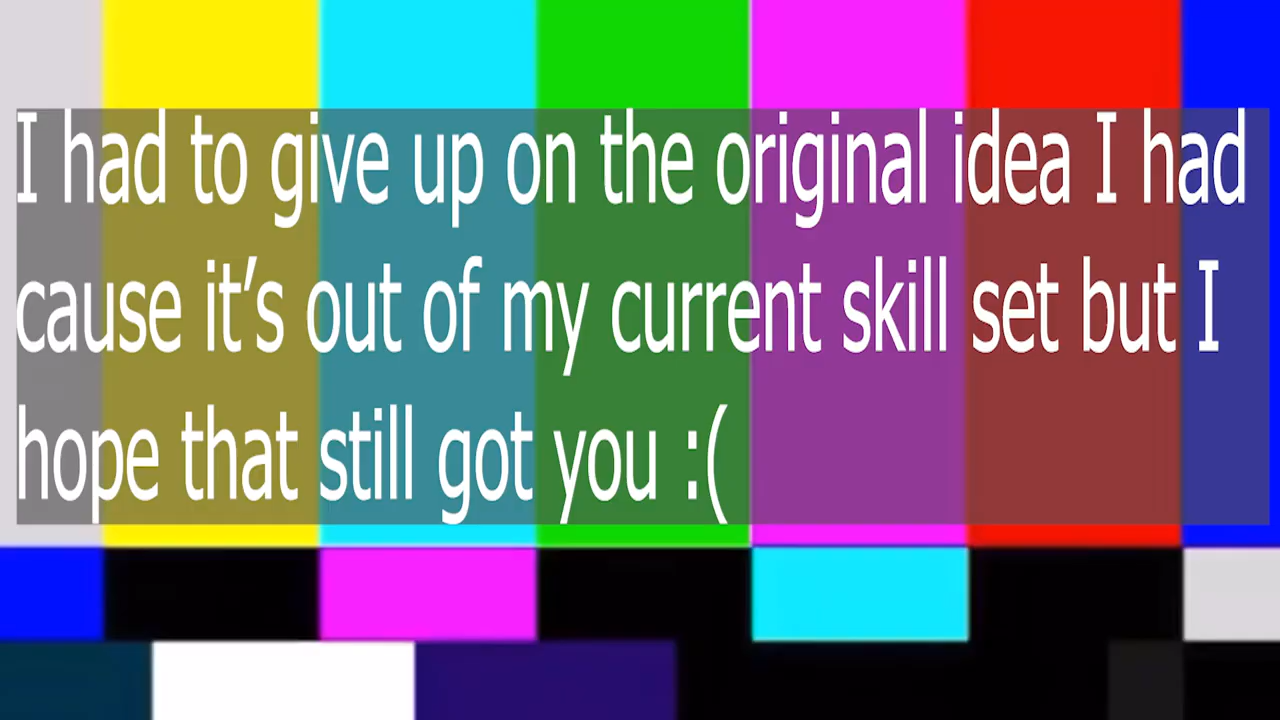 I had to give up on the original idea I had
cause it’s out of my current skill set but I
hope that still got you :(